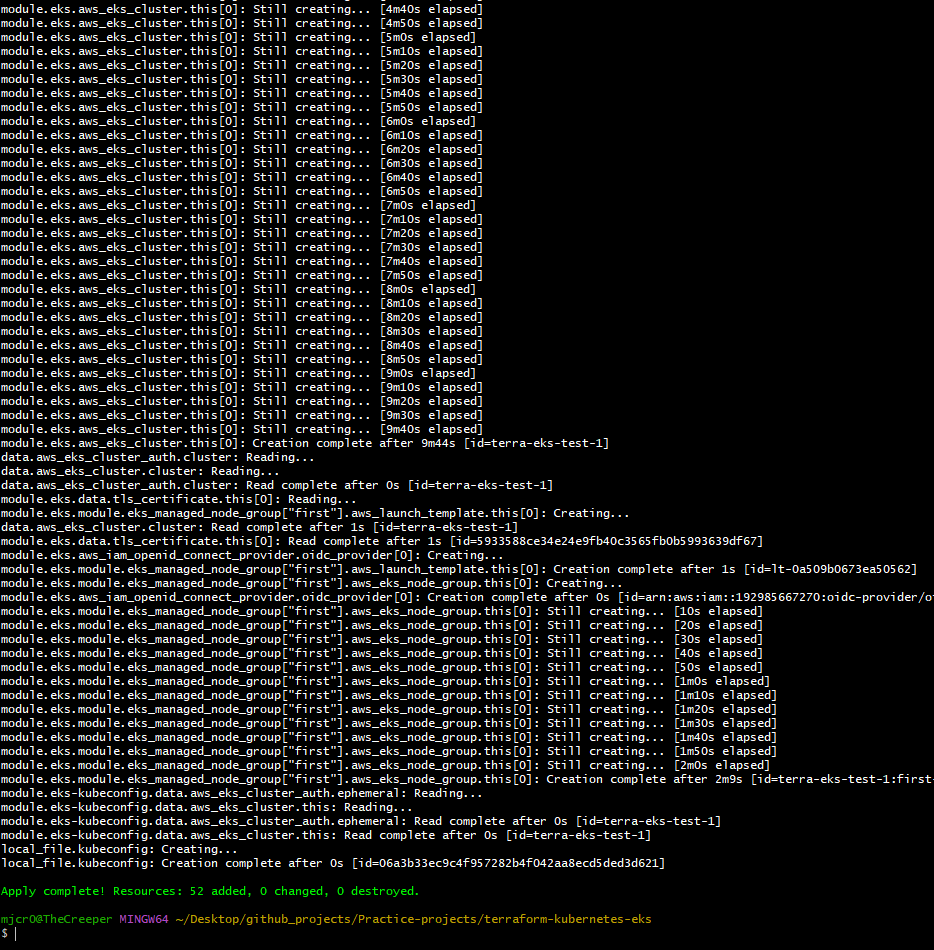 module.eks.aws_eks_cluster.this[0]: Still creating... [4m40s elapsed]
module.eks.aws_eks_cluster.this[0]: Still creating... [4m50s elapsed]
module.eks.aws_eks_cluster.this[0]: Still creating... [5m0s elapsed]
module.eks.aws_eks_cluster.this[0]: Still creating... [5m10s elapsed]
module.eks.aws_eks_cluster.this[0]: Still creating... [5m20s elapsed]
module.eks.aws_eks_cluster.this[0]: Still creating... [5m30s elapsed]
module.eks.aws_eks_cluster.this[0]: Still creating... [5m40s elapsed]
module.eks.aws_eks_cluster.this[0]: Still creating... [5m50s elapsed]
module.eks.aws_eks_cluster.this[0]: Still creating... [6m0s elapsed]
module.eks.aws_eks_cluster.this[0]: Still creating... [6m10s elapsed]
module.eks.aws_eks_cluster.this[0]: Still creating... [6m20s elapsed]
module.eks.aws_eks_cluster.this[0]: Still creating... [6m30s elapsed]
module.eks.aws_eks_cluster.this[0]: Still creating... [6m40s elapsed]
module.eks.aws_eks_cluster.this[0]: Still creating... [6m50s elapsed]
module.eks.aws_eks_cluster.this[0]: Still creating... [7m0s elapsed]
module.eks.aws_eks_cluster.this[0]: Still creating... [7m10s elapsed]
module.eks.aws_eks_cluster.this[0]: Still creating... [7m20s elapsed]
module.eks.aws_eks_cluster.this[0]: Still creating... [7m30s elapsed]
module.eks.aws_eks_cluster.this[0]: Still creating... [7m40s elapsed]
module.eks.aws_eks_cluster.this[0]: Still creating... [7m50s elapsed]
module.eks.aws_eks_cluster.this[0]: Still creating... [8m0s elapsed]
module.eks.aws_eks_cluster.this[0]: Still creating... [8m10s elapsed]
module.eks.aws_eks_cluster.this[0]: Still creating... [8m20s elapsed]
module.eks.aws_eks_cluster.this[0]: Still creating... [8m30s elapsed]
module.eks.aws_eks_cluster.this[0]: Still creating... [8m40s elapsed]
module.eks.aws_eks_cluster.this[0]: Still creating... [8m50s elapsed]
module.eks.aws_eks_cluster.this[0]: Still creating... [9m0s elapsed]
module.eks.aws_eks_cluster.this[0]: Still creating... [9m10s elapsed]
module.eks.aws_eks_cluster.this[0]: Still creating... [9m20s elapsed]
module.eks.aws_eks_cluster.this[0]: Still creating... [9m30s elapsed]
module.eks.aws_eks_cluster.this[0]: Still creating... [9m40s elapsed]
module.eks.aws_eks_cluster.this[0]: Creation complete after 9m44s [id=terra-eks-test-1]
data.aws_eks_cluster_auth.cluster: Reading...
data.aws_eks_cluster.cluster: Reading...
data.aws_eks_cluster_auth.cluster: Read complete after 0s [id=terra-eks-test-1]
module.eks.data.tls_certificate.this[0]: Reading...
module.eks.module.eks_managed_node_group["first"].aws_launch_template.this[0]: Creating...
data.aws_eks_cluster.cluster: Read complete after 1s [id=terra-eks-test-1]
module.eks.data.tls_certificate.this[0]: Read complete after 1s [id=5933588ce34e24e9fb40c3565fb0b5993639df67]
module.eks.aws_iam_openid_connect_provider.oidc_provider[0]: Creating...
module.eks.module.eks_managed_node_group["first"].aws_launch_template.this[0]: Creation complete after 1s [id=lt-0a509b0673ea50562]
module.eks.module.eks_managed_node_group["first"].aws_eks_node_group.this[0]: Creating...
module.eks.aws_iam_openid_connect_provider.oidc_provider[0]: Creation complete after 0s [id=arn:aws:iam::192985667270:oidc-provider/o
module.eks.module.eks_managed_node_group["first"].aws_eks_node_group.this[0]: Still creating... [10s elapsed]
module.eks.module.eks_managed_node_group["first"].aws_eks_node_group.this[0]: Still creating... [20s elapsed]
module.eks.module.eks_managed_node_group["first"].aws_eks_node_group.this[0]: Still creating... [30s elapsed]
module.eks.module.eks_managed_node_group["first"].aws_eks_node_group.this[0]: Still creating... [40s elapsed]
module.eks.module.eks_managed_node_group["first"].aws_eks_node_group.this[0]: Still creating... [50s elapsed]
module.eks.module.eks_managed_node_group["first"].aws_eks_node_group.this[0]: Still creating... [1m0s elapsed]
module.eks.module.eks_managed_node_group["first"].aws_eks_node_group.this[0]: Still creating... [1m10s elapsed]
module.eks.module.eks_managed_node_group["first"].aws_eks_node_group.this[0]: Still creating... [1m20s elapsed]
module.eks.module.eks_managed_node_group["first"].aws_eks_node_group.this[0]: Still creating... [1m30s elapsed]
module.eks.module.eks_managed_node_group["first"].aws_eks_node_group.this[0]: Still creating... [1m40s elapsed]
module.eks.module.eks_managed_node_group["first"].aws_eks_node_group.this[0]: Still creating... [1m50s elapsed]
module.eks.module.eks_managed_node_group["first"].aws_eks_node_group.this[0]: Still creating... [2m0s elapsed]
module.eks.module.eks_managed_node_group["first"].aws_eks_node_group.this[0]: Creation complete after 2m9s [id=terra-eks-test-1:first-
module.eks-kubeconfig.data.aws_eks_cluster_auth.ephemeral: Reading...
module.eks-kubeconfig.data.aws_eks_cluster.this: Reading...
module.eks-kubeconfig.data.aws_eks_cluster_auth.ephemeral: Read complete after 0s [id=terra-eks-test-1]
module.eks-kubeconfig.data.aws_eks_cluster.this: Read complete after 0s [id=terra-eks-test-1]
local_file.kubeconfig: Creating...
local_file.kubeconfig: Creation complete after 0s [id=06a3b33ec9c4f957282b4f042aa8ecd5ded3d621]
Apply complete! Resources: 52 added, 0 changed, 0 destroyed.
mjcr0@TheCreeper MINGW64 ~/Desktop/github_projects/Practice-projects/terraform-kubernetes-eks
$